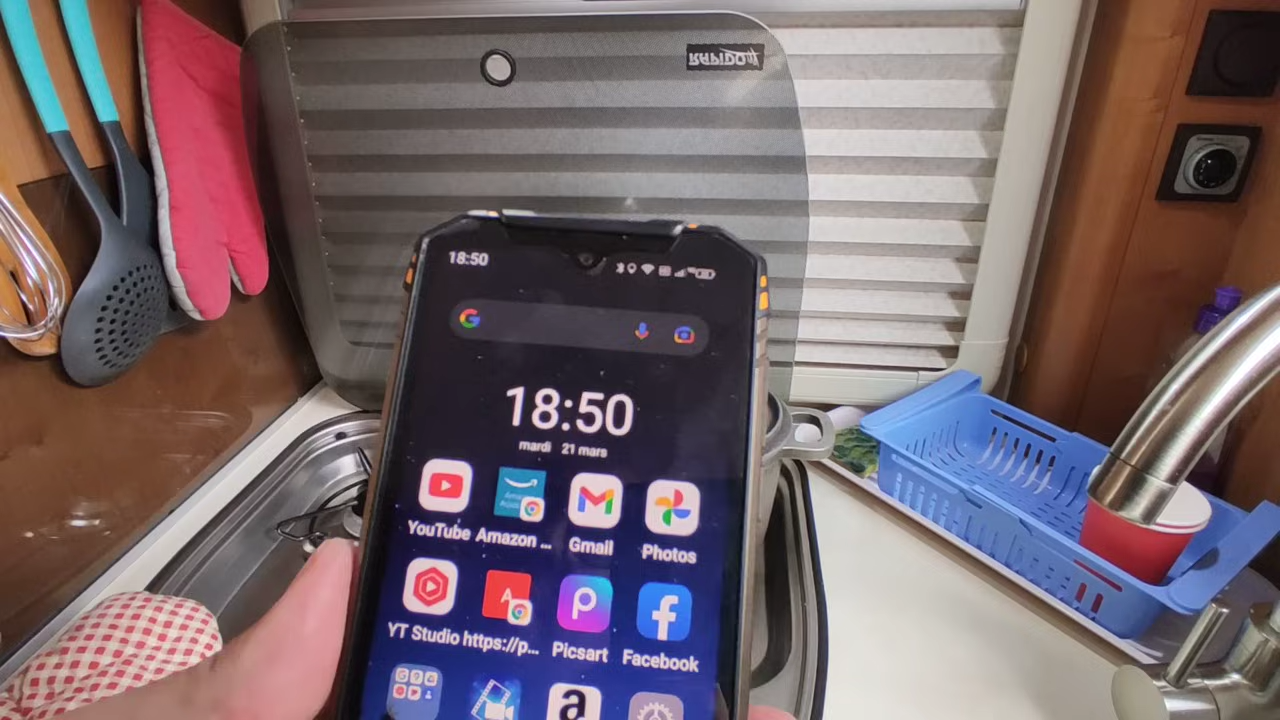 RAPIDO
18:50
18:50
mardi 21 mars
YouTube Amazon ... Gmail Photos
YT Studio https://p... Picsart Facebook